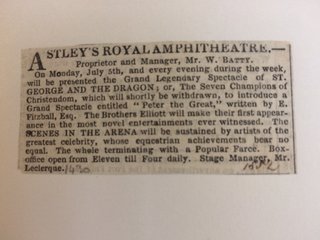 ASTLEY'S ROYAL AMPHITHEATRE.—
Proprietor and Manager, Mr. W. BATTY.
On Monday, July 5th, and every evening during the week,
will be presented the Grand Legendary Spectacle of ST.
GEORGE AND THE DRAGON; or, The Seven Champions of
Christendom, which will shortly be withdrawn, to introduce a
Grand Spectacle entitled "Peter the Great," written by E.
Fitzball, Esq. The Brothers Elliott will make their first appear-
ance in the most novel entertainments ever witnessed. The
SCENES IN THE ARENA will be sustained by artists of the
greatest celebrity, whose equestrian achievements bear no
equal. The whole terminating with a Popular Farce. Box-
office open from Eleven till Four daily. Stage Manager, Mr.
Leclerque.
1852